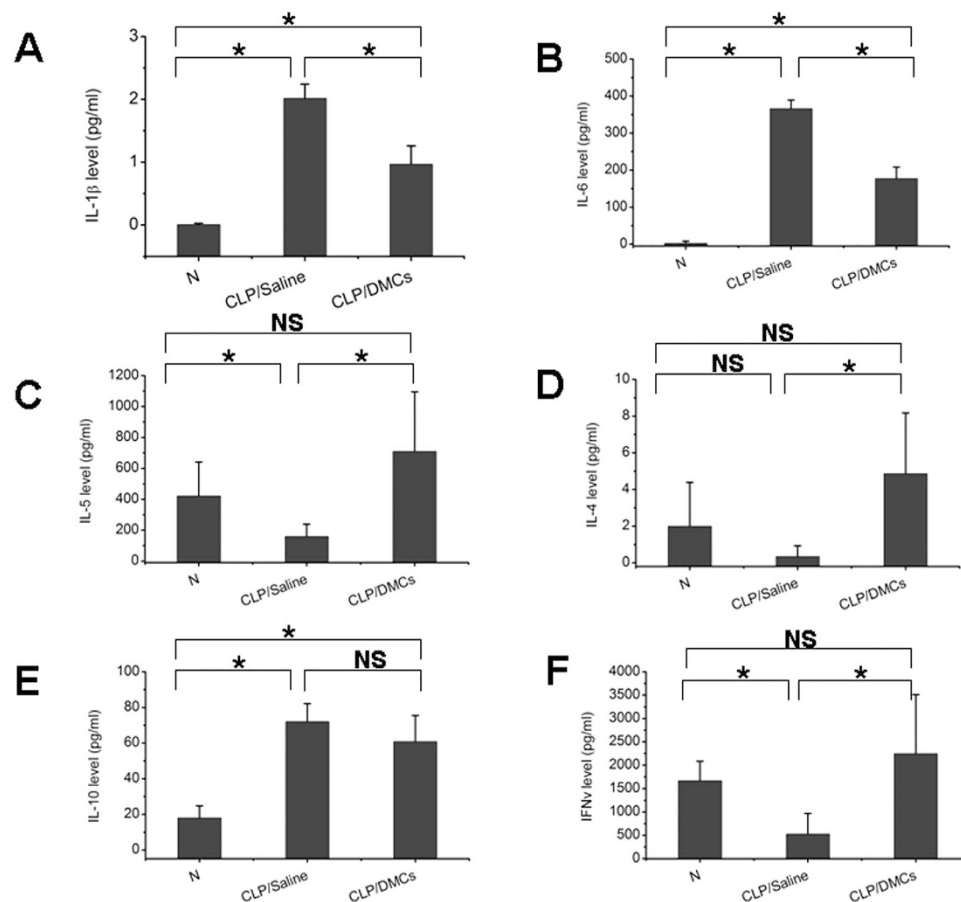 A
*
*
*
3
2
1
0
IL-1β level (pg/ml)
N
CLP/Saline
CLP/DMCs
B
*
*
*
500
400
300
200
100
0
IL-6 level (pg/ml)
N
CLP/Saline
CLP/DMCs
C
NS
*
*
1200
1000
800
600
400
200
0
IL-5 level (pg/ml)
N
CLP/Saline
CLP/DMCs
D
NS
NS
*
10
8
6
4
2
0
IL-4 level (pg/ml)
N
CLP/Saline
CLP/DMCs
E
*
*
NS
100
80
60
40
20
0
IL-10 level (pg/ml)
N
CLP/Saline
CLP/DMCs
F
NS
*
*
4000
3500
3000
2500
2000
1500
1000
500
0
IFNv level (pg/ml)
N
CLP/Saline
CLP/DMCs